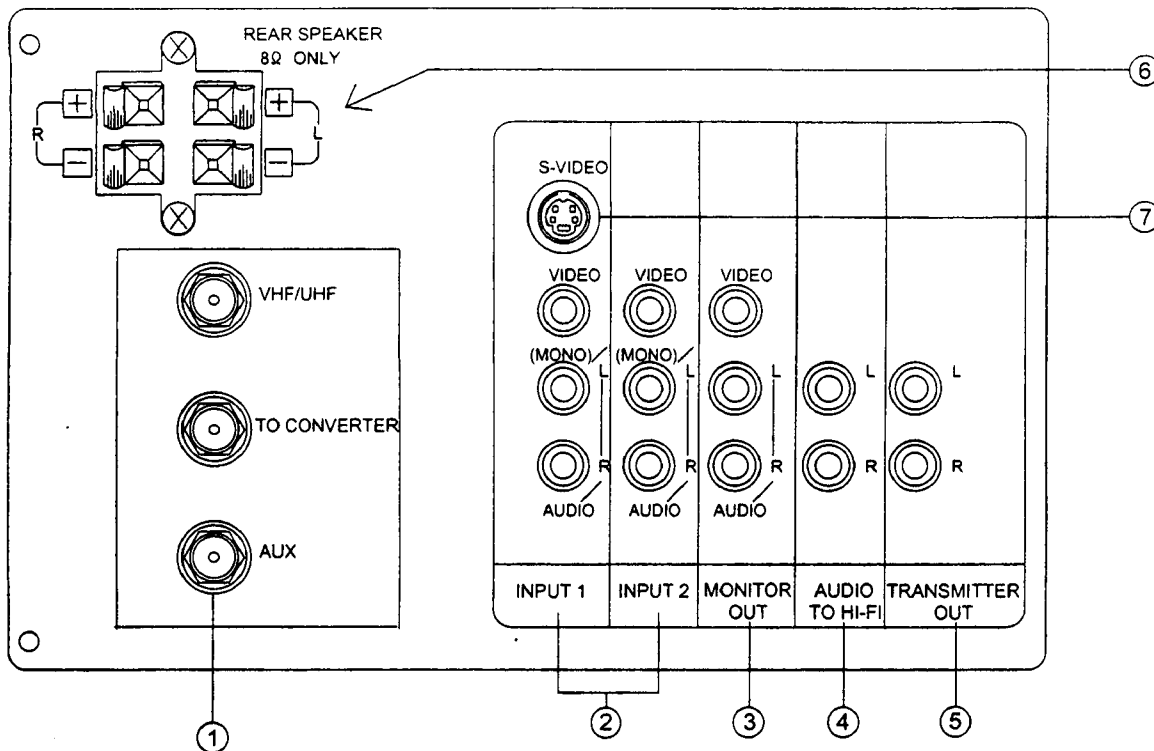 REAR SPEAKER
8Ω ONLY
6
+ +
R L
− −
S-VIDEO
7
VHF/UHF
VIDEO VIDEO VIDEO
(MONO) (MONO)
L L L L L
TO CONVERTER
R R R R R
AUDIO AUDIO AUDIO
AUX
INPUT 1 INPUT 2 MONITOR OUT AUDIO TO HI-FI TRANSMITTER OUT
1 2 3 4 5